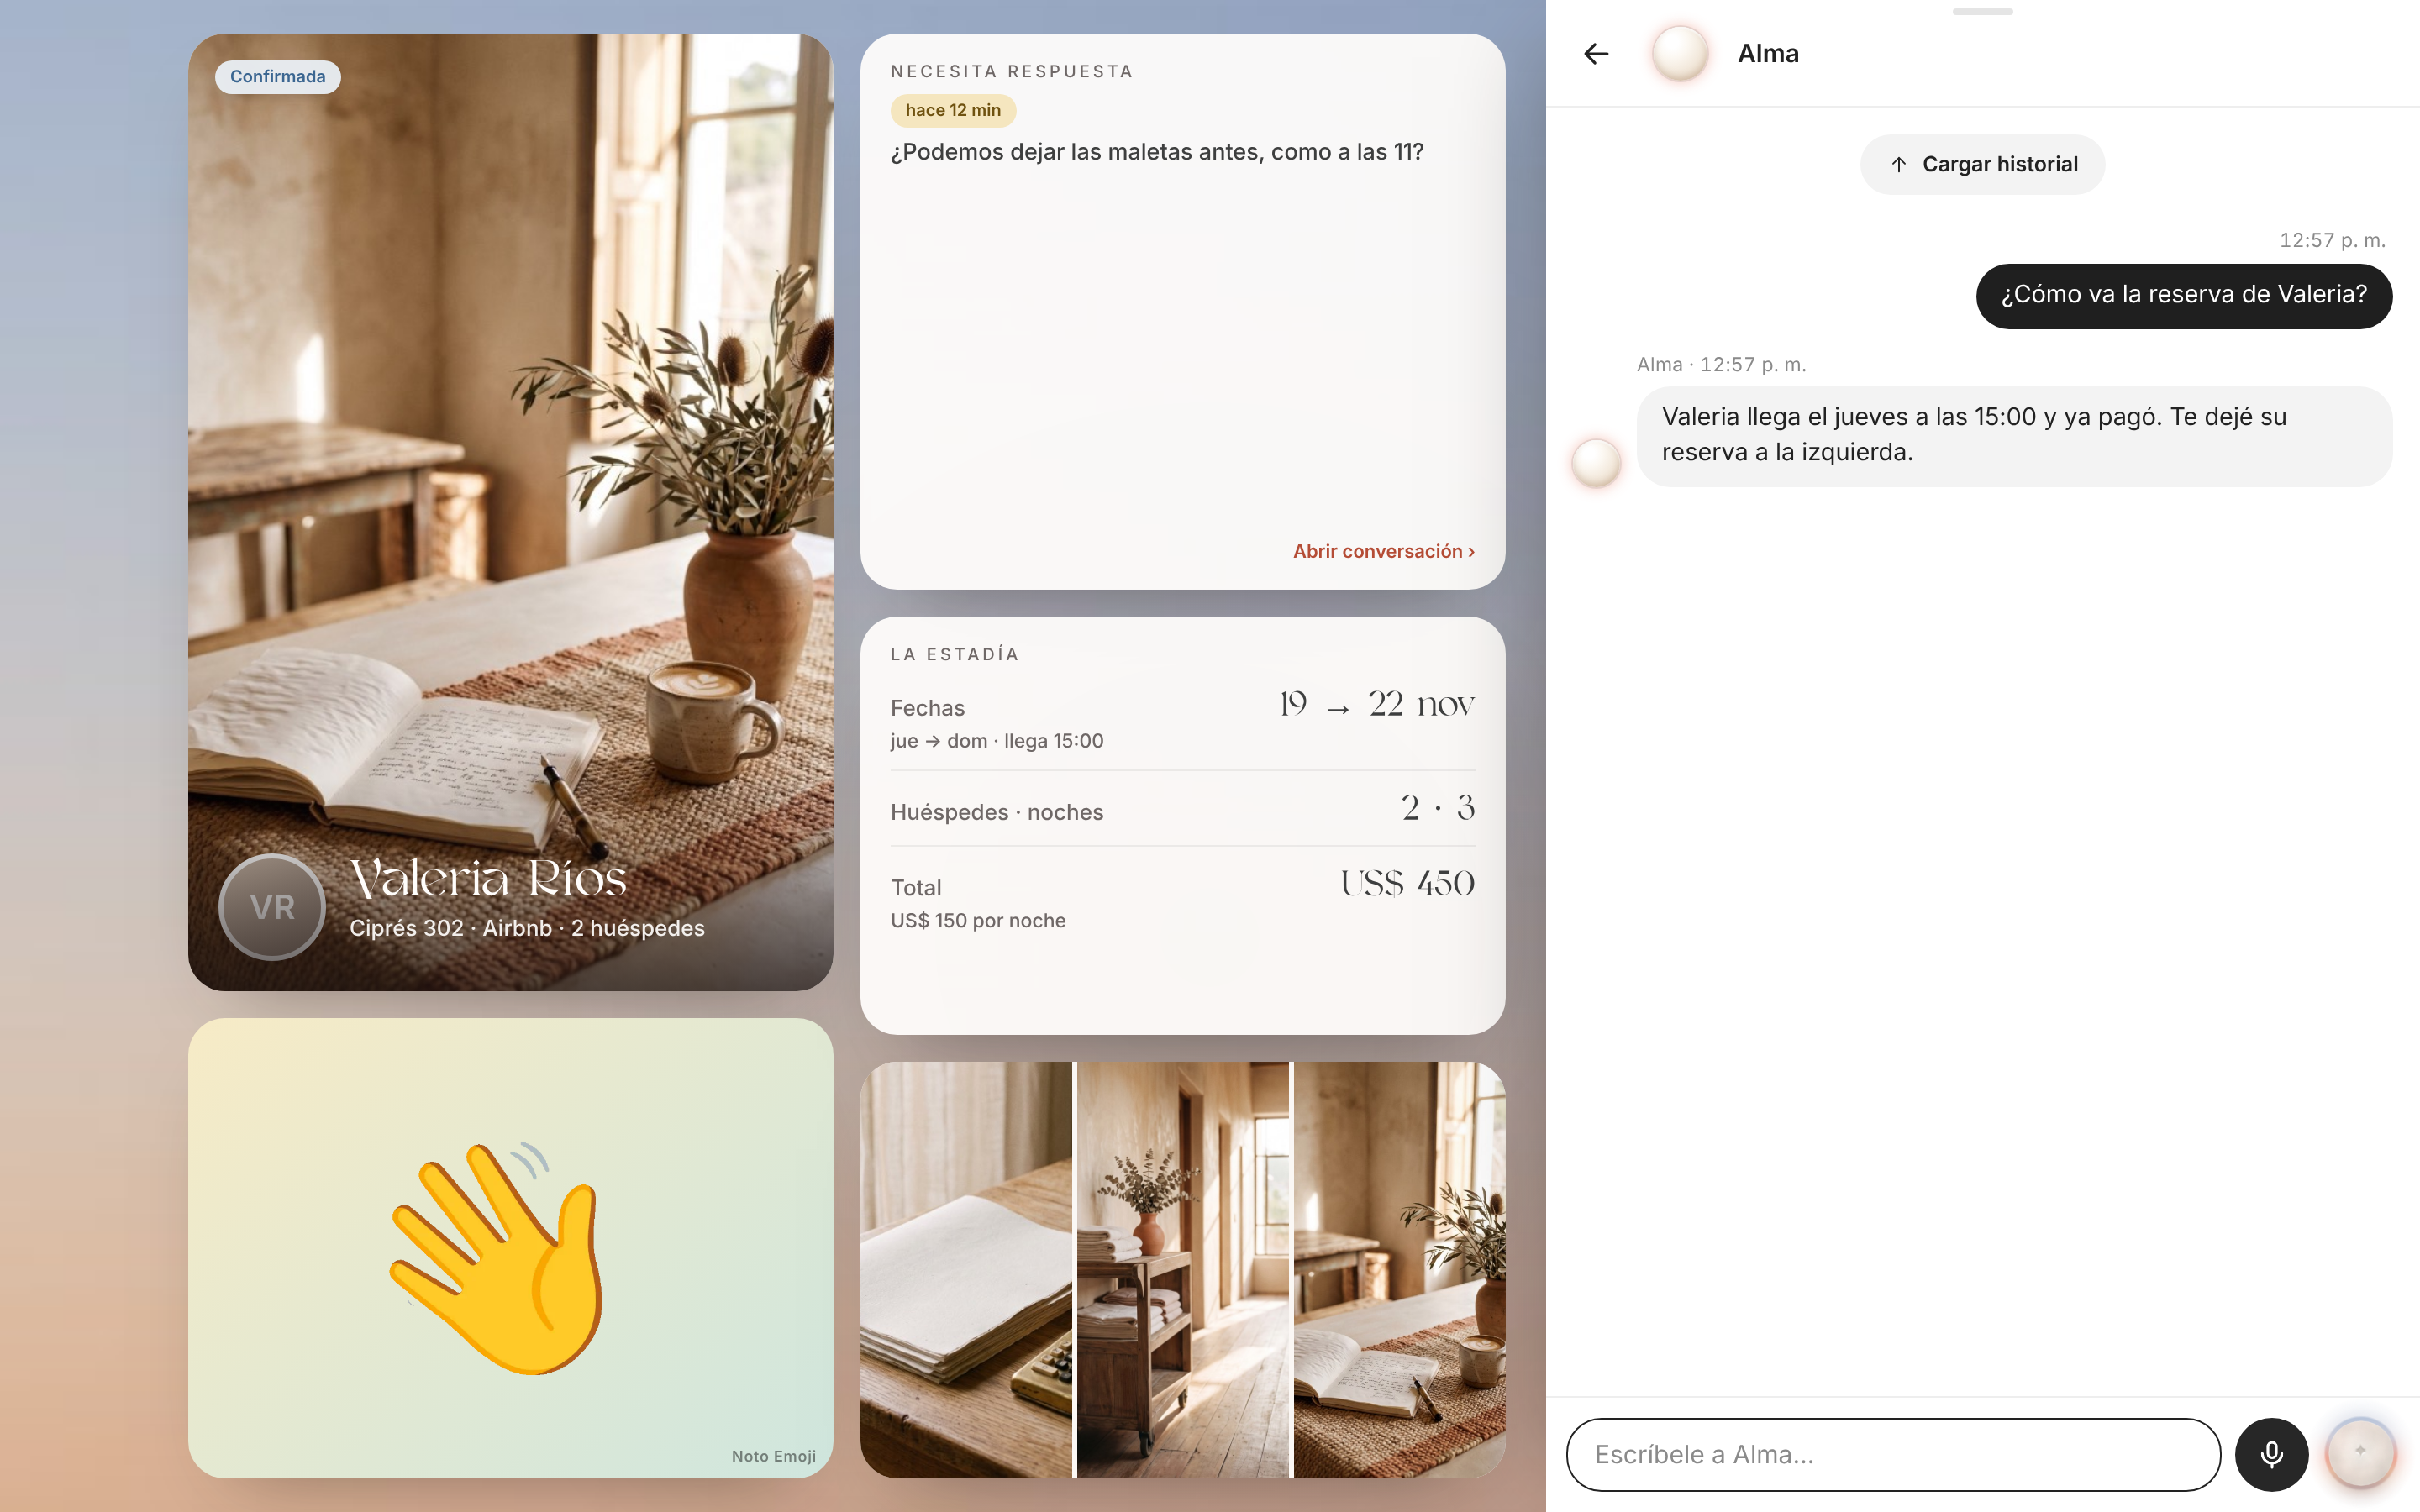 Confirmada
VR
Valeria Ríos
Ciprés 302 · Airbnb · 2 huéspedes
Noto Emoji
NECESITA RESPUESTA
hace 12 min
¿Podemos dejar las maletas antes, como a las 11?
Abrir conversación ›
LA ESTADÍA
Fechas
19 → 22 nov
jue → dom · llega 15:00
Huéspedes · noches
2 · 3
Total
US$ 450
US$ 150 por noche
Alma
↑ Cargar historial
12:57 p. m.
¿Cómo va la reserva de Valeria?
Alma · 12:57 p. m.
Valeria llega el jueves a las 15:00 y ya pagó. Te dejé su
reserva a la izquierda.
Escríbele a Alma...